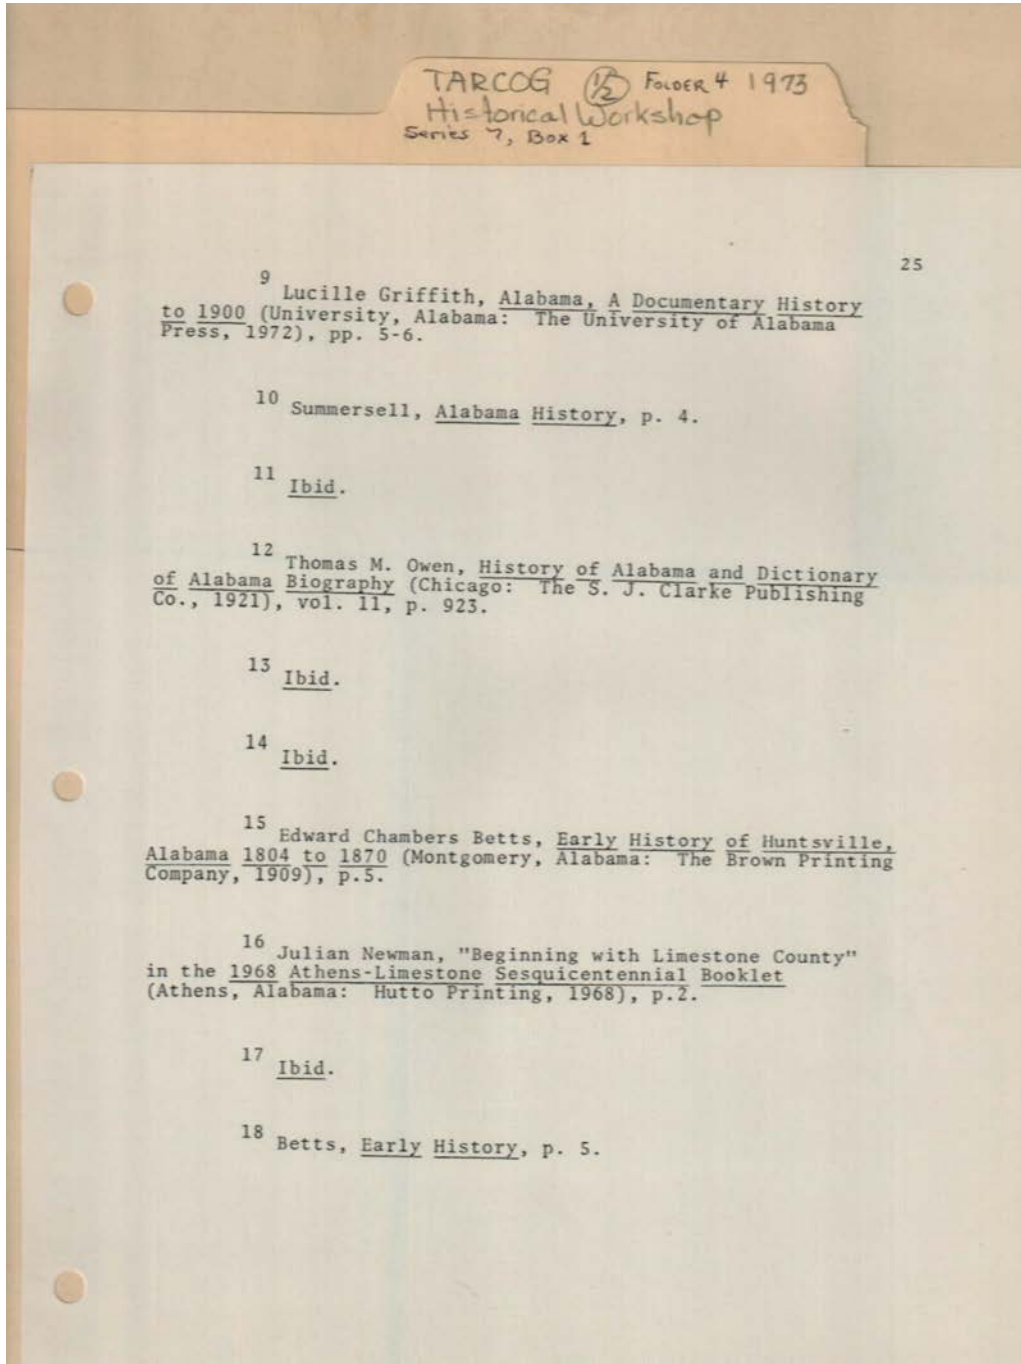 TARCOG 1/2 FOLDER 4 1973
Historical Workshop
Series 7, Box 1
25
9 Lucille Griffith, Alabama, A Documentary History
to 1900 (University, Alabama: The University of Alabama
Press, 1972), pp. 5-6.
10 Summersell, Alabama History, p. 4.
11 Ibid.
12 Thomas M. Owen, History of Alabama and Dictionary
of Alabama Biography (Chicago: The S. J. Clarke Publishing
Co., 1921), vol. 11, p. 923.
13 Ibid.
14 Ibid.
15 Edward Chambers Betts, Early History of Huntsville,
Alabama 1804 to 1870 (Montgomery, Alabama: The Brown Printing
Company, 1909), p.5.
16 Julian Newman, "Beginning with Limestone County"
in the 1968 Athens-Limestone Sesquicentennial Booklet
(Athens, Alabama: Hutto Printing, 1968), p.2.
17 Ibid.
18 Betts, Early History, p. 5.